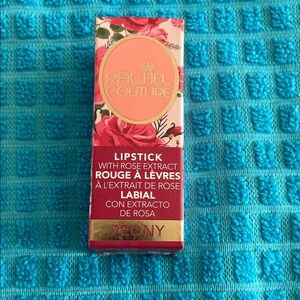 RACHEL
COUTURE
LIPSTICK
WITH ROSE EXTRACT
ROUGE À LÈVRES
À L'EXTRAIT DE ROSE
LABIAL
CON EXTRACTO
DE ROSA
PEONY